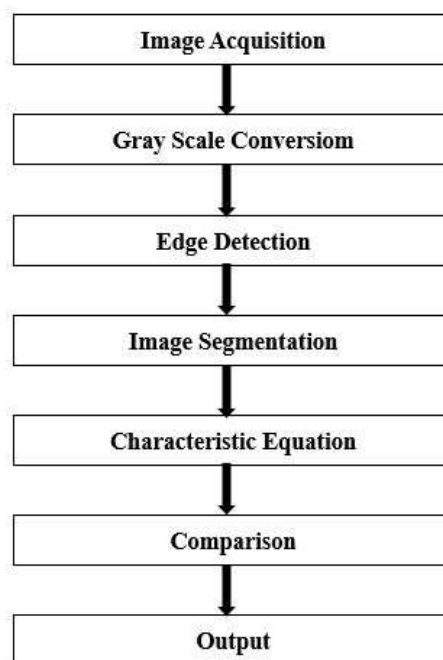 Image Acquisition
Gray Scale Conversiom
Edge Detection
Image Segmentation
Characteristic Equation
Comparison
Output